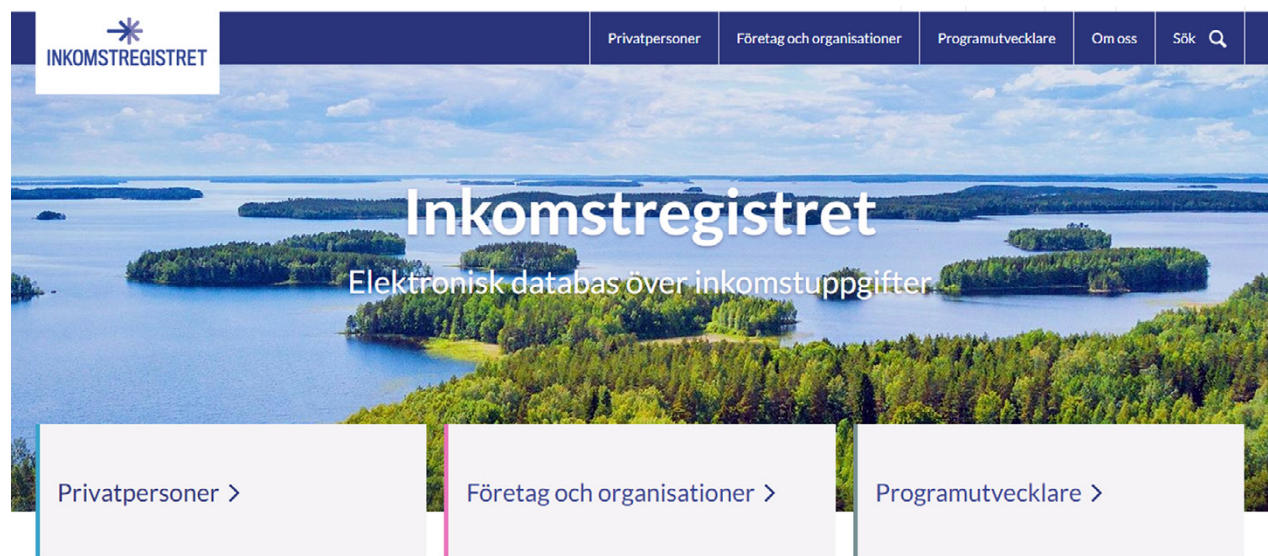 INKOMSTREGISTRET
Privatpersoner
Företag och organisationer
Programutvecklare
Om oss
Sök
Inkomstregistret
Elektronisk databas över inkomstuppgifter
Privatpersoner
Företag och organisationer
Programutvecklare